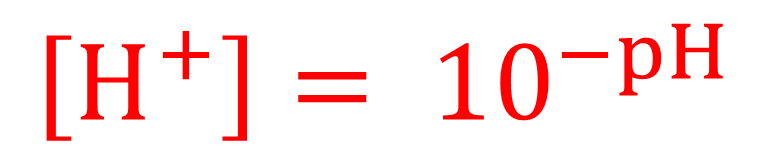 [H⁺] = 10⁻ᵖᴴ